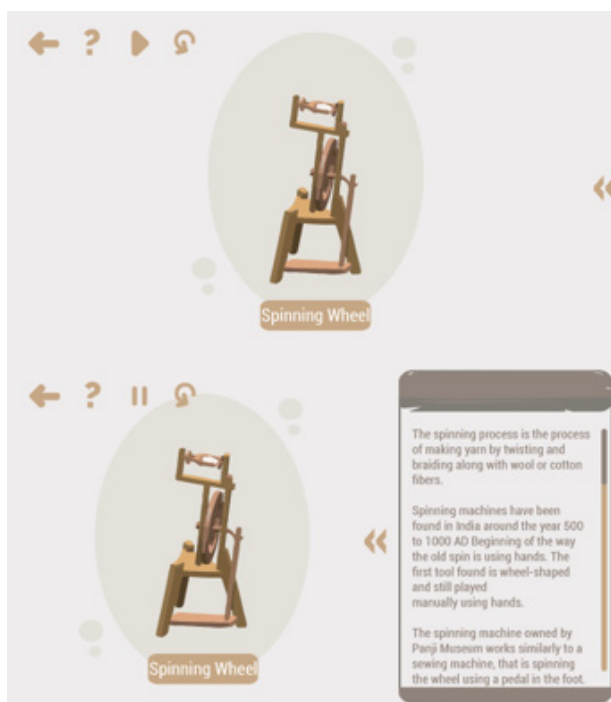 ?
Spinning Wheel
?
Spinning Wheel
The spinning process is the process
of making yarn by twisting and
braiding along with wool or cotton
fibers.
Spinning machines have been
found in India around the year 500
to 1000 AD Beginning of the way
the old spin is using hands. The
first tool found is wheel-shaped
and still played
manually using hands.
The spinning machine owned by
Panji Museum works similarly to a
sewing machine, that is spinning
the wheel using a pedal in the foot.